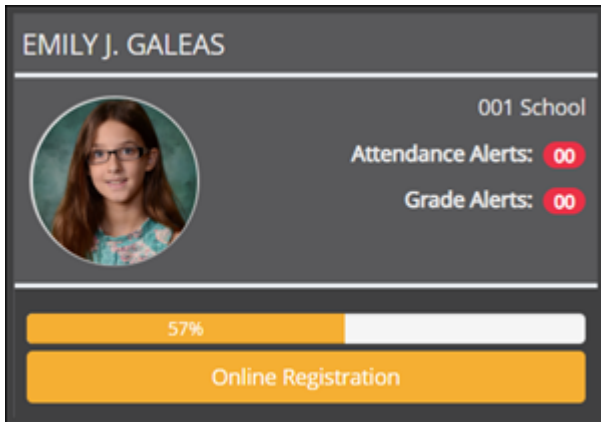 EMILY J. GALEAS
001 School
Attendance Alerts: 00
Grade Alerts: 00
57%
Online Registration